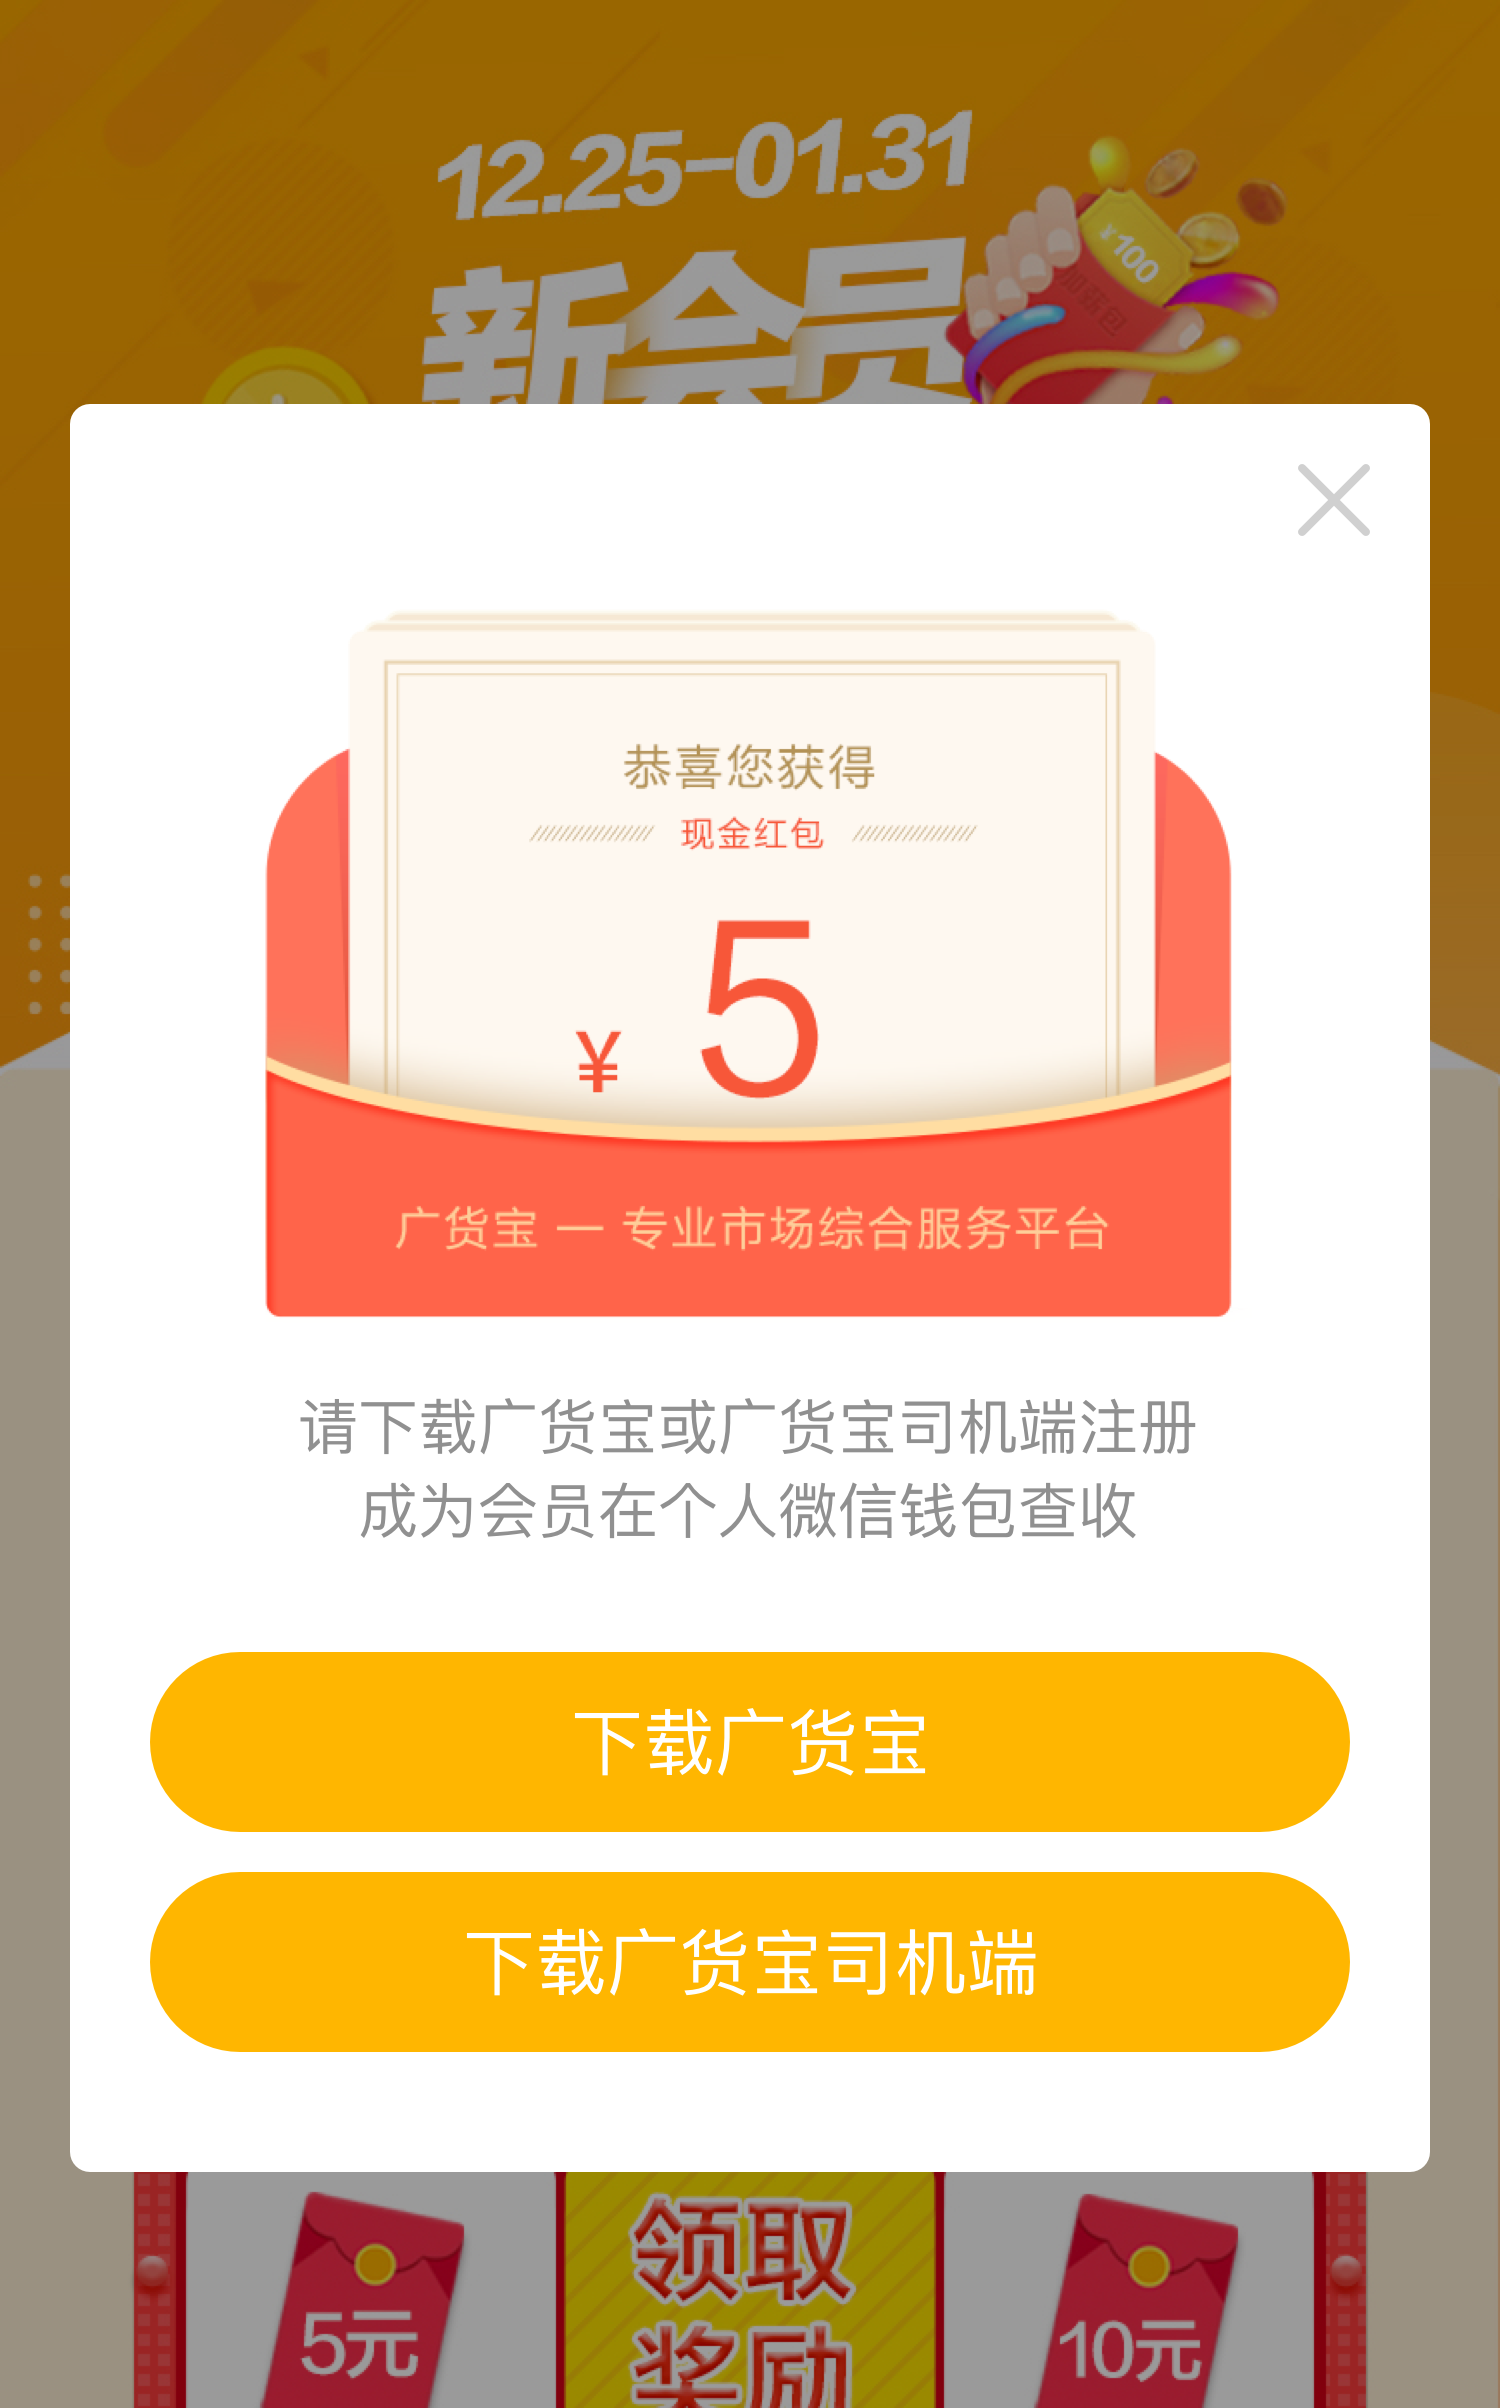 12.25-01.31
新会员
¥100
恭喜您获得
现金红包
¥ 5
广货宝 — 专业市场综合服务平台
请下载广货宝或广货宝司机端注册
成为会员在个人微信钱包查收
下载广货宝
下载广货宝司机端
5元
领取
奖励
10元